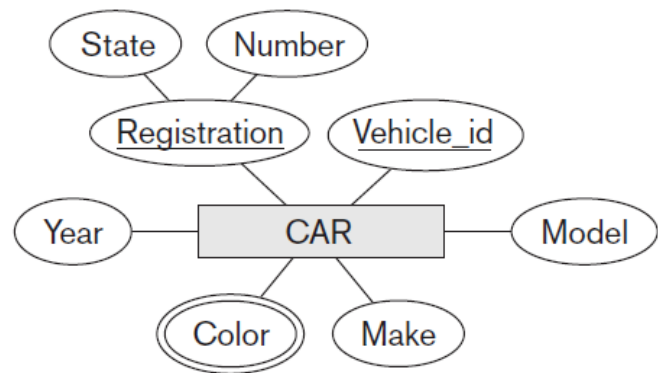 State
Number
Registration
Vehicle_id
Year
CAR
Model
Color
Make